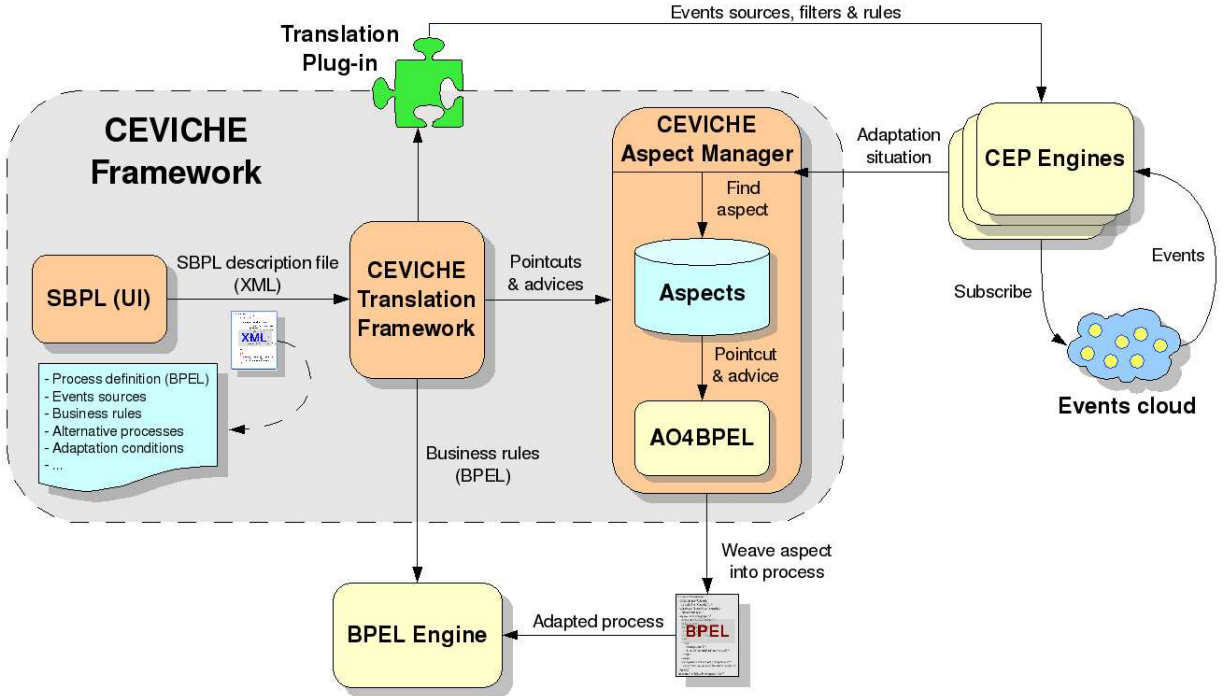 Events sources, filters & rules
Translation
Plug-in
CEVICHE
Framework
CEVICHE
Aspect Manager
Adaptation
situation
CEP Engines
Find
aspect
SBPL (UI)
SBPL description file
(XML)
XML
CEVICHE
Translation
Framework
Pointcuts
& advices
Aspects
Events
Subscribe
- Process definition (BPEL)
- Events sources
- Business rules
- Alternative processes
- Adaptation conditions
- ...
Pointcut
& advice
AO4BPEL
Events cloud
Business rules
(BPEL)
Weave aspect
into process
BPEL Engine
Adapted process
BPEL